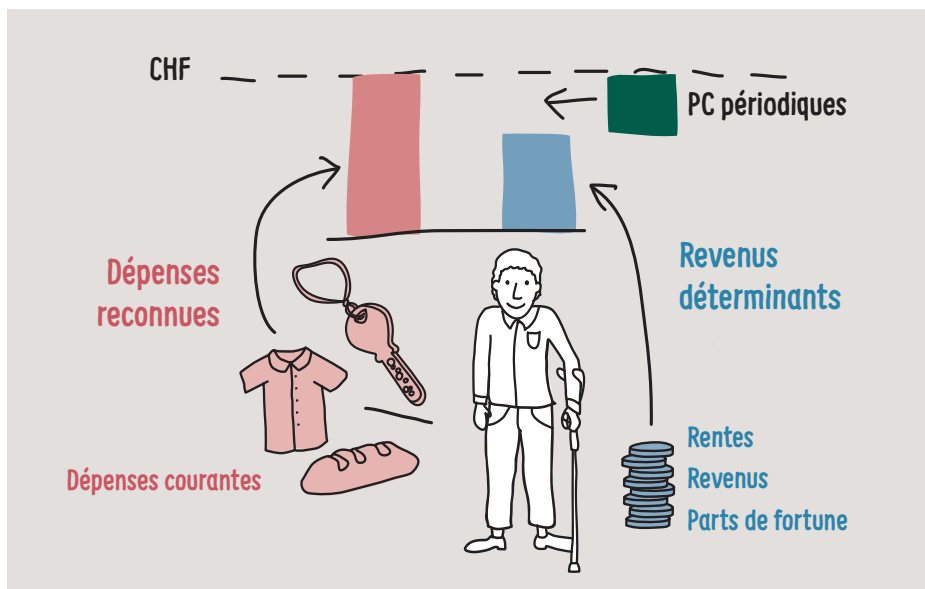 CHF
PC périodiques
Dépenses
reconnues
Revenus
déterminants
Dépenses courantes
Rentes
Revenus
Parts de fortune